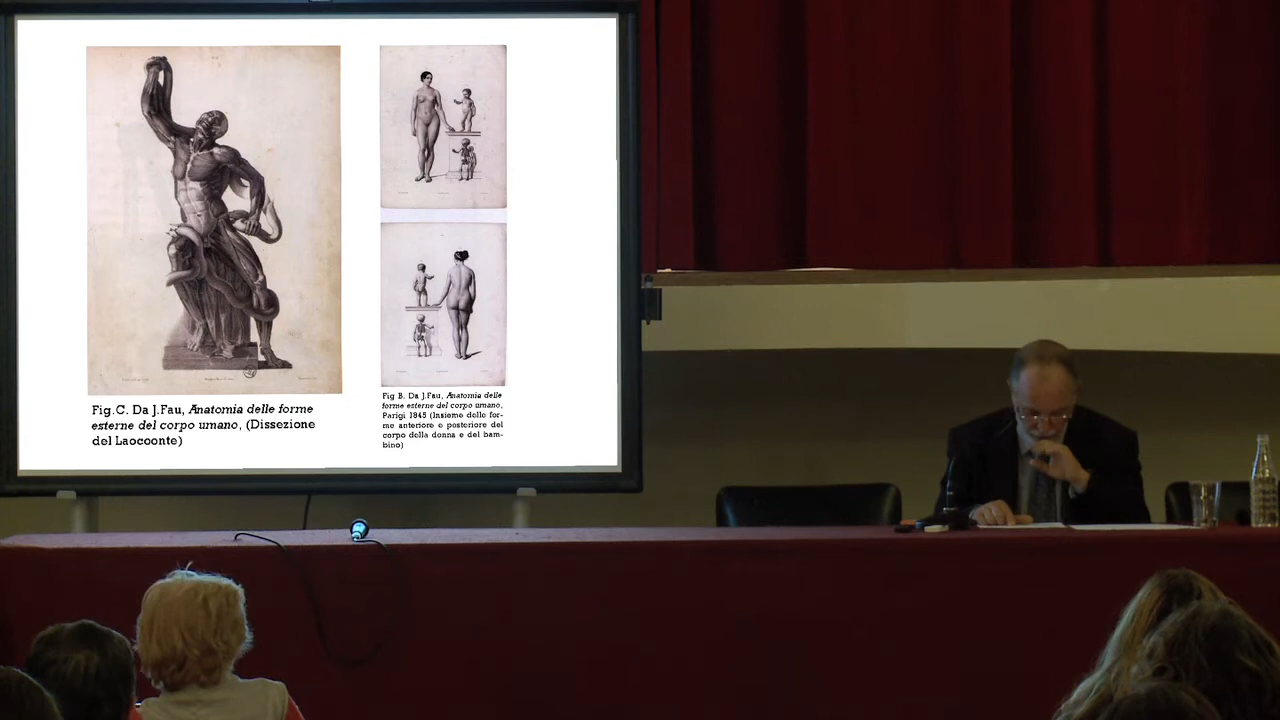 Fig.C. Da J.Fau, Anatomia delle forme
esterne del corpo umano, (Dissezione
del Laocoonte)
Fig B. Da J.Fau, Anatomia delle
forme esterne del corpo umano,
Parigi 1845 (Insieme delle for-
me anteriore e posteriore del
corpo della donna e del bam-
bino)